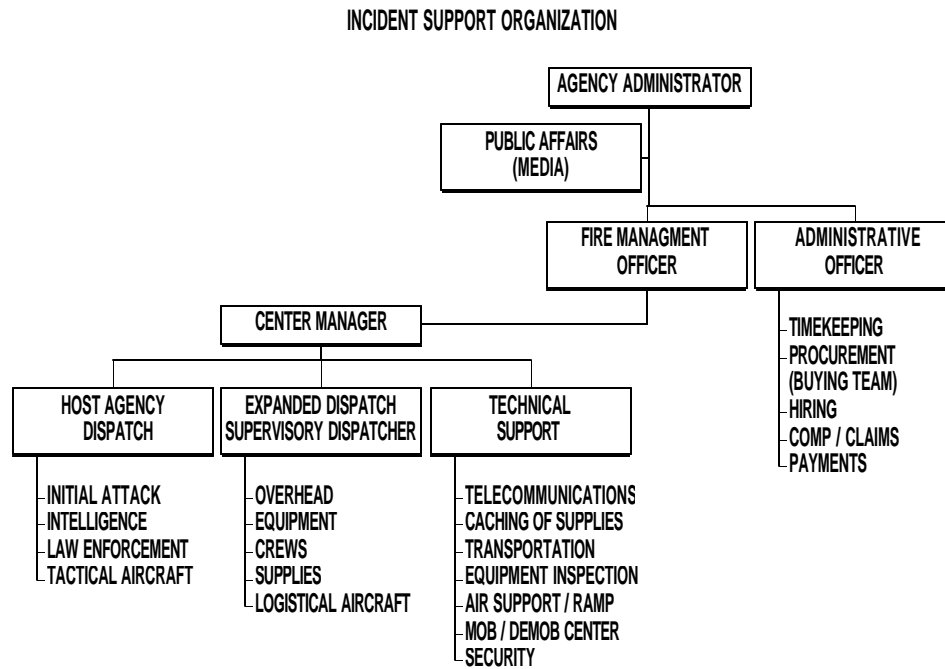 INCIDENT SUPPORT ORGANIZATION
AGENCY ADMINISTRATOR
PUBLIC AFFAIRS
(MEDIA)
FIRE MANAGMENT
OFFICER
ADMINISTRATIVE
OFFICER
TIMEKEEPING
PROCUREMENT
(BUYING TEAM)
HIRING
COMP / CLAIMS
PAYMENTS
CENTER MANAGER
HOST AGENCY
DISPATCH
INITIAL ATTACK
INTELLIGENCE
LAW ENFORCEMENT
TACTICAL AIRCRAFT
EXPANDED DISPATCH
SUPERVISORY DISPATCHER
OVERHEAD
EQUIPMENT
CREWS
SUPPLIES
LOGISTICAL AIRCRAFT
TECHNICAL
SUPPORT
TELECOMMUNICATIONS
CACHING OF SUPPLIES
TRANSPORTATION
EQUIPMENT INSPECTION
AIR SUPPORT / RAMP
MOB / DEMOB CENTER
SECURITY